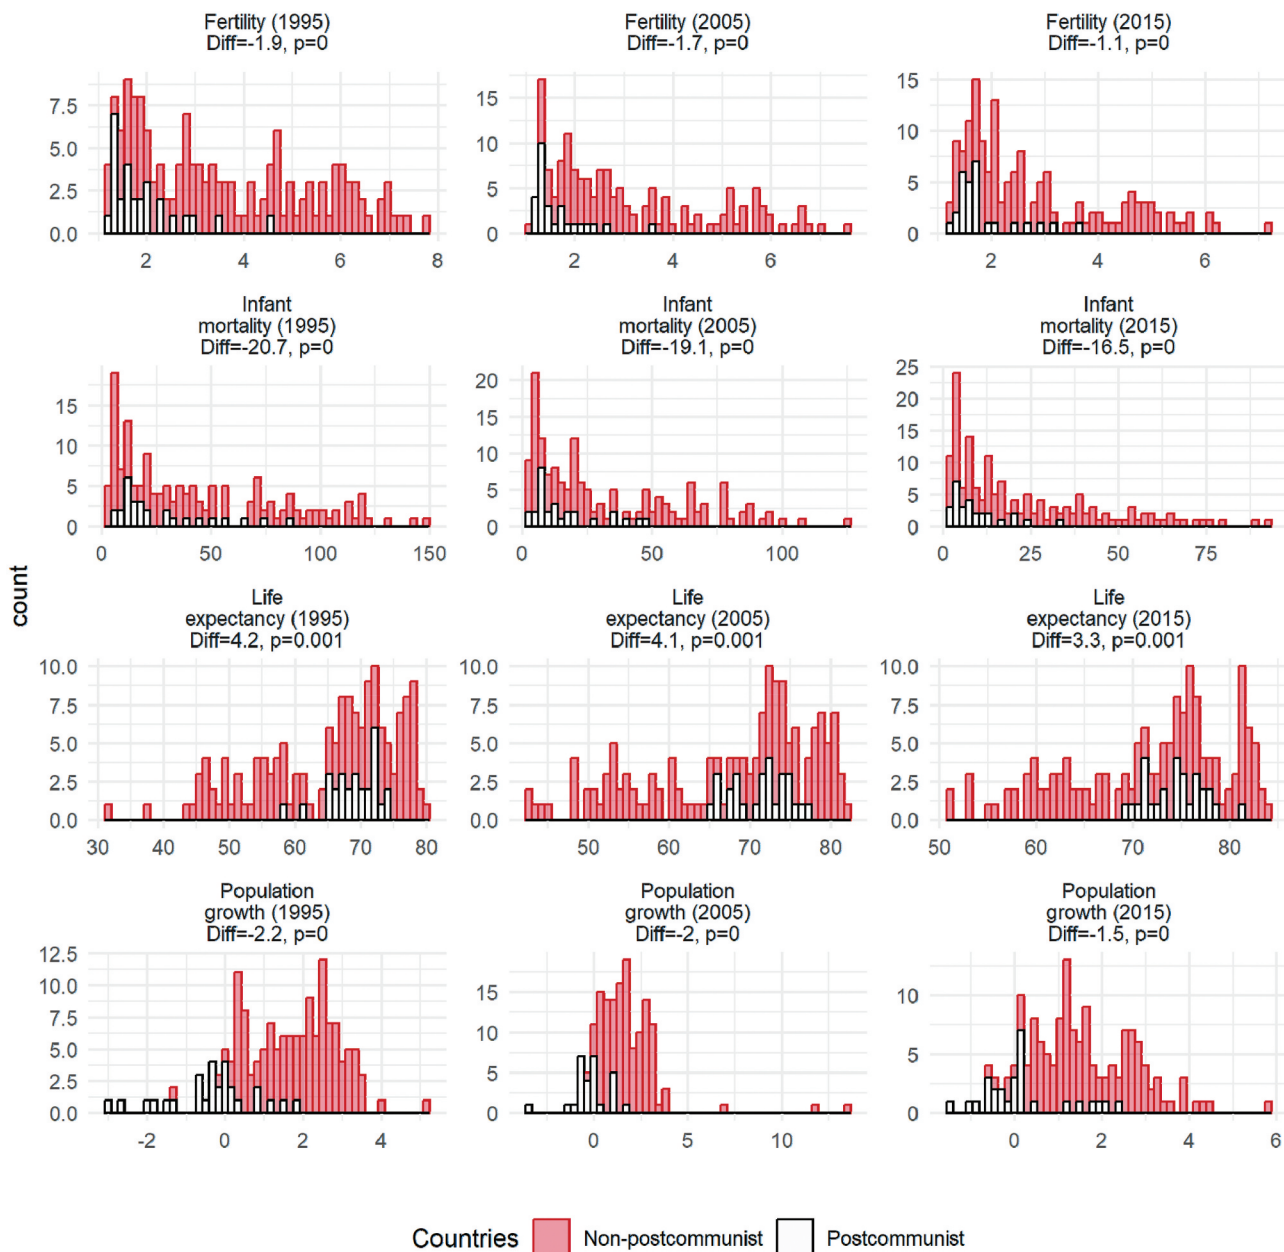 Fertility (1995)
Diff=-1.9, p=0
Fertility (2005)
Diff=-1.7, p=0
Fertility (2015)
Diff=-1.1, p=0
7.5
5.0
2.5
0.0
2 4 6 8
15
10
5
0
2 4 6
15
10
5
0
2 4 6
Infant
mortality (1995)
Diff=-20.7, p=0
Infant
mortality (2005)
Diff=-19.1, p=0
Infant
mortality (2015)
Diff=-16.5, p=0
15
10
5
0
0 50 100 150
20
15
10
5
0
0 50 100
25
20
15
10
5
0
0 25 50 75
count
Life
expectancy (1995)
Diff=4.2, p=0.001
Life
expectancy (2005)
Diff=4.1, p=0.001
Life
expectancy (2015)
Diff=3.3, p=0.001
10.0
7.5
5.0
2.5
0.0
30 40 50 60 70 80
10.0
7.5
5.0
2.5
0.0
50 60 70 80
10.0
7.5
5.0
2.5
0.0
50 60 70 80
Population
growth (1995)
Diff=-2.2, p=0
Population
growth (2005)
Diff=-2, p=0
Population
growth (2015)
Diff=-1.5, p=0
12.5
10.0
7.5
5.0
2.5
0.0
-2 0 2 4
15
10
5
0
0 5 10
10
5
0
0 2 4 6
Countries Non-postcommunist Postcommunist